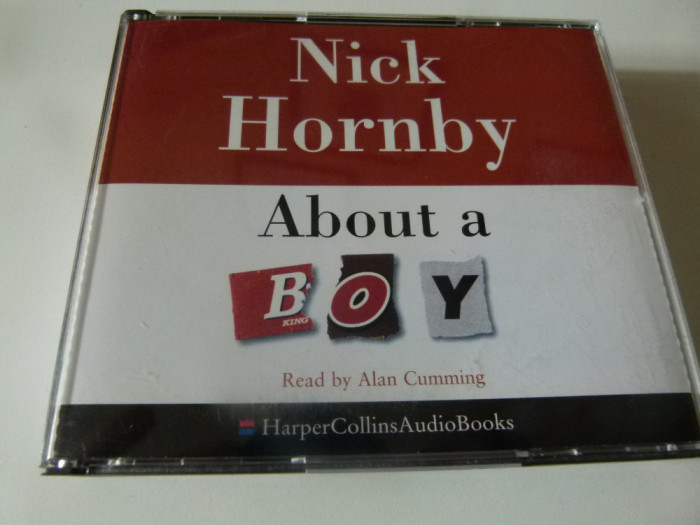 Nick
Hornby
About a
BOY
KING
Read by Alan Cumming
HarperCollinsAudioBooks